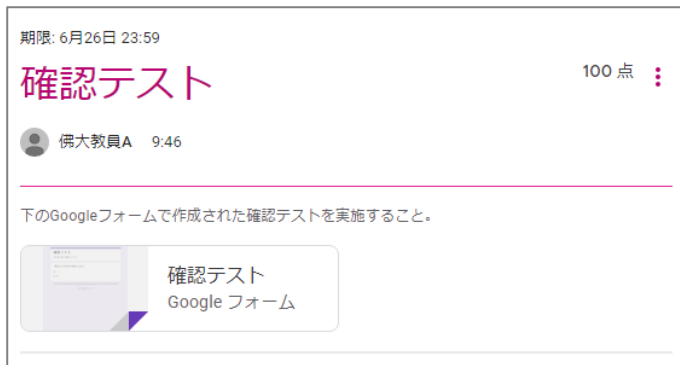 期限: 6月26日 23:59
確認テスト
100 点
佛大教員A 9:46
下のGoogleフォームで作成された確認テストを実施すること。
確認テスト
Google フォーム